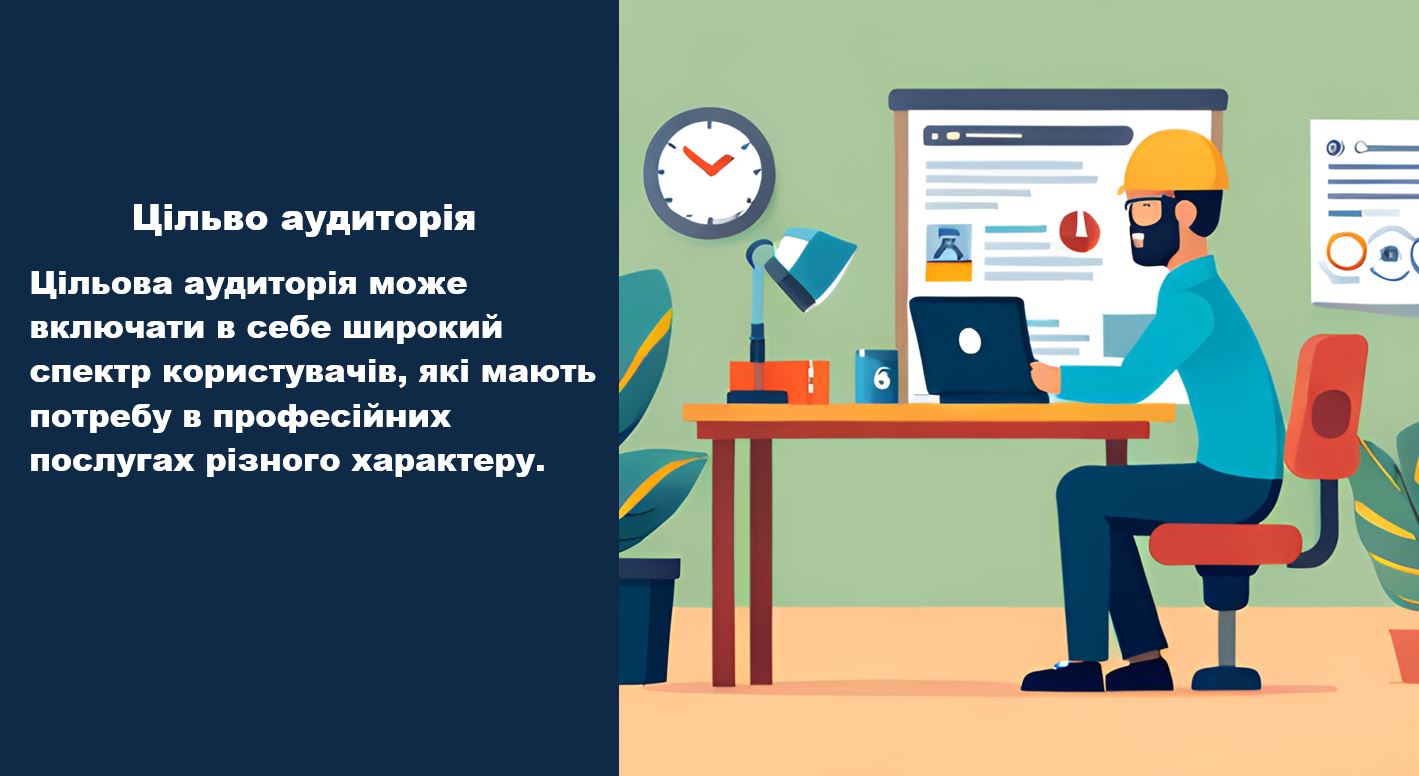 Цільво аудиторія
Цільова аудиторія може
включати в себе широкий
спектр користувачів, які мають
потребу в професійних
послугах різного характеру.
6